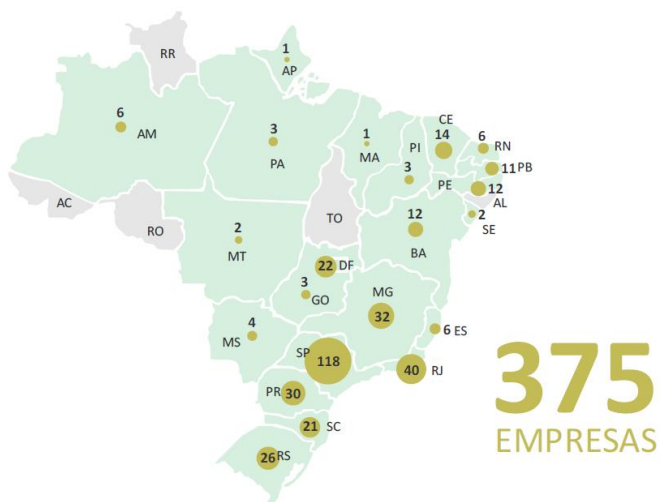 RR
1
AP
6
AM
3
PA
1
MA
PI
3
CE
14
6
RN
11 PB
PE
12
AL
2
SE
AC
RO
TO
2
MT
12
BA
22 DF
3
GO
MG
32
6 ES
4
MS
SP
118
40 RJ
PR 30
21 SC
26 RS
375
EMPRESAS